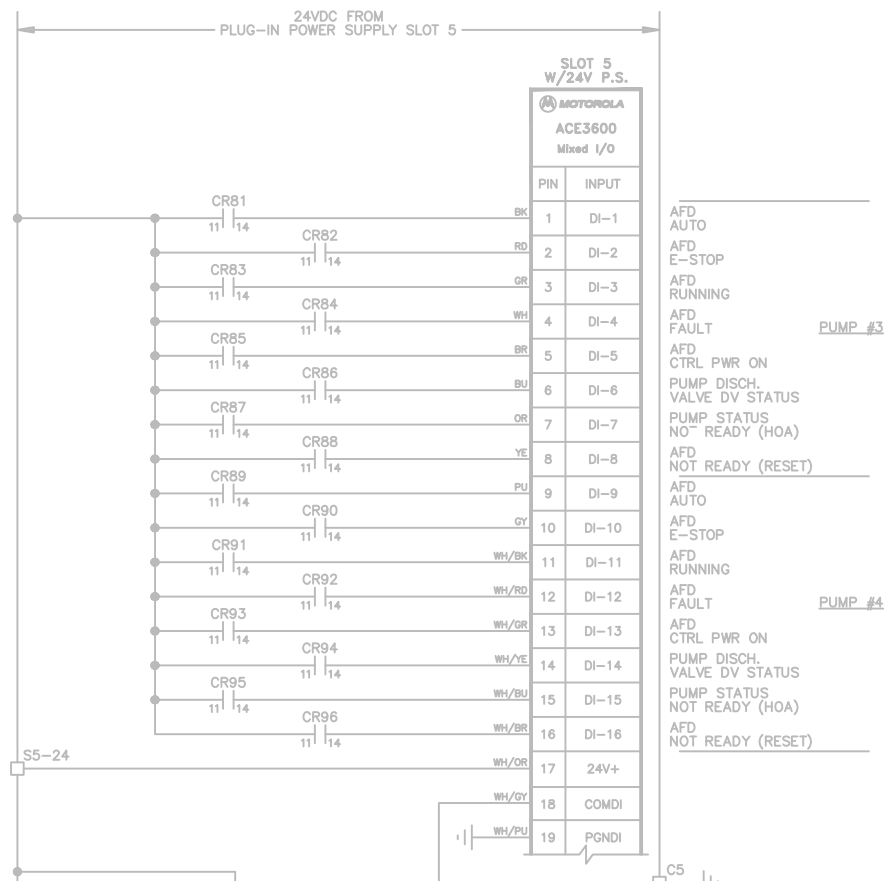 24VDC FROM
PLUG-IN POWER SUPPLY SLOT 5
SLOT 5
W/24V P.S.
M MOTOROLA
ACE3600
Mixed I/O
PIN INPUT
CR81 11 14 BK 1 DI-1 AFD
AUTO
CR82 11 14 RD 2 DI-2 AFD
E-STOP
CR83 11 14 GR 3 DI-3 AFD
RUNNING
CR84 11 14 WH 4 DI-4 AFD
FAULT PUMP #3
CR85 11 14 BR 5 DI-5 AFD
CTRL PWR ON
CR86 11 14 BU 6 DI-6 PUMP DISCH.
VALVE DV STATUS
CR87 11 14 OR 7 DI-7 PUMP STATUS
NOT READY (HOA)
CR88 11 14 YE 8 DI-8 AFD
NOT READY (RESET)
CR89 11 14 PU 9 DI-9 AFD
AUTO
CR90 11 14 GY 10 DI-10 AFD
E-STOP
CR91 11 14 WH/BK 11 DI-11 AFD
RUNNING
CR92 11 14 WH/RD 12 DI-12 AFD
FAULT PUMP #4
CR93 11 14 WH/GR 13 DI-13 AFD
CTRL PWR ON
CR94 11 14 WH/YE 14 DI-14 PUMP DISCH.
VALVE DV STATUS
CR95 11 14 WH/BU 15 DI-15 PUMP STATUS
NOT READY (HOA)
CR96 11 14 WH/BR 16 DI-16 AFD
NOT READY (RESET)
S5-24 WH/OR 17 24V+
WH/GY 18 COMDI
WH/PU 19 PGNDI
C5